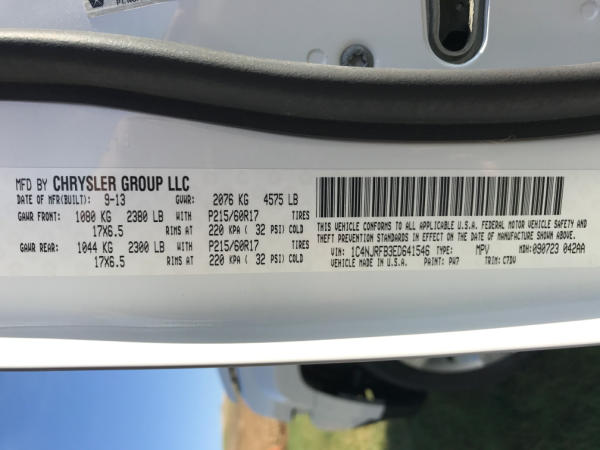 MFD BY CHRYSLER GROUP LLC
DATE OF MFR(BUILT): 9-13 GVWR: 2076 KG 4575 LB
GAWR FRONT: 1080 KG 2380 LB WITH P215/60R17 TIRES
17X6.5 RIMS AT 220 KPA ( 32 PSI) COLD
GAWR REAR: 1044 KG 2300 LB WITH P215/60R17 TIRES
17X6.5 RIMS AT 220 KPA ( 32 PSI) COLD
THIS VEHICLE CONFORMS TO ALL APPLICABLE U.S.A. FEDERAL MOTOR VEHICLE SAFETY AND
THEFT PREVENTION STANDARDS IN EFFECT ON THE DATE OF MANUFACTURE SHOWN ABOVE.
VIN: 1C4NJRFB3ED641546 TYPE: MPV MDH: 090723 042AA
VEHICLE MADE IN U.S.A. PAINT: PW7 TRIM: C7DV